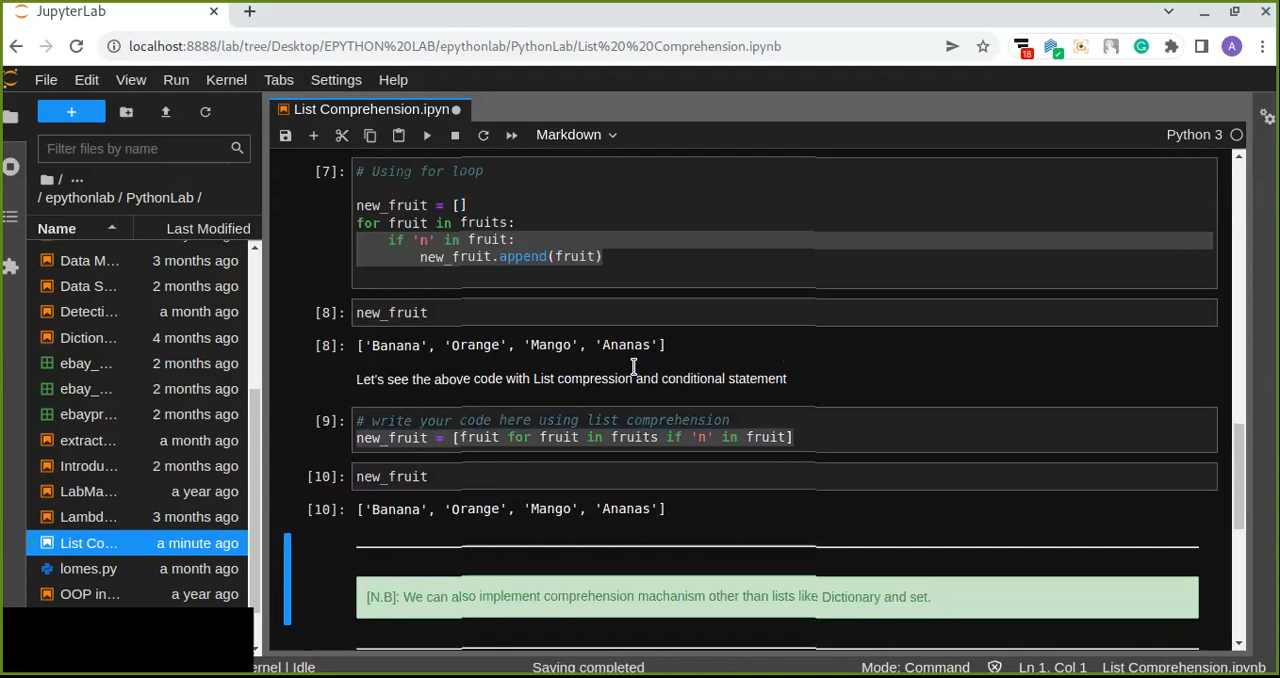 JupyterLab
localhost:8888/lab/tree/Desktop/EPYTHON%20LAB/epythonlab/PythonLab/List%20%20Comprehension.ipynb
18
A
File Edit View Run Kernel Tabs Settings Help
List Comprehension.ipyn
Filter files by name
Markdown
Python 3
/ ...
/ epythonlab / PythonLab /
Name Last Modified
Data M... 3 months ago
Data S... 2 months ago
Detecti... a month ago
Diction... 4 months ago
ebay_... 2 months ago
ebay_... 2 months ago
ebaypr... 2 months ago
extract... a month ago
Introdu... 2 months ago
LabMa... a year ago
Lambd... 3 months ago
List Co... a minute ago
lomes.py a month ago
OOP in... a year ago
[7]: # Using for loop
new_fruit = []
for fruit in fruits:
if 'n' in fruit:
new_fruit.append(fruit)
[8]: new_fruit
[8]: ['Banana', 'Orange', 'Mango', 'Ananas']
Let's see the above code with List compression and conditional statement
[9]: # write your code here using list comprehension
new_fruit = [fruit for fruit in fruits if 'n' in fruit]
[10]: new_fruit
[10]: ['Banana', 'Orange', 'Mango', 'Ananas']
[N.B]: We can also implement comprehension machanism other than lists like Dictionary and set.
ernel | Idle Saving completed Mode: Command Ln 1, Col 1 List Comprehension.ipynb